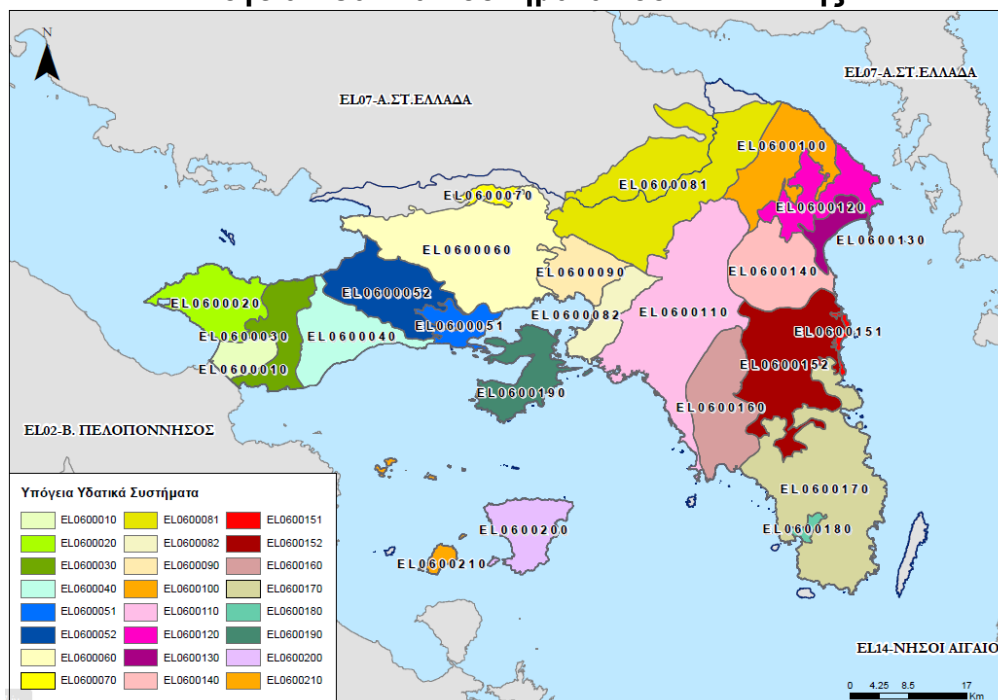 N
EL07-Α.ΣΤ.ΕΛΛΑΔΑ
EL07-Α.ΣΤ.ΕΛΛΑΔΑ
EL0600100
EL0600081
EL0600070
EL0600120
EL0600130
EL0600060
EL0600090
EL0600140
EL0600052
EL0600020
EL0600082
EL0600110
EL0600051
EL0600151
EL0600030
EL0600040
EL0600152
EL0600010
EL0600190
EL0600160
EL02-Β. ΠΕΛΟΠΟΝΝΗΣΟΣ
EL0600170
EL0600200
EL0600180
EL0600210
EL14-ΝΗΣΟΙ ΑΙΓΑΙΟ
Υπόγεια Υδατικά Συστήματα
EL0600010 EL0600081 EL0600151
EL0600020 EL0600082 EL0600152
EL0600030 EL0600090 EL0600160
EL0600040 EL0600100 EL0600170
EL0600051 EL0600110 EL0600180
EL0600052 EL0600120 EL0600190
EL0600060 EL0600130 EL0600200
EL0600070 EL0600140 EL0600210
0 4.25 8.5 17
Km